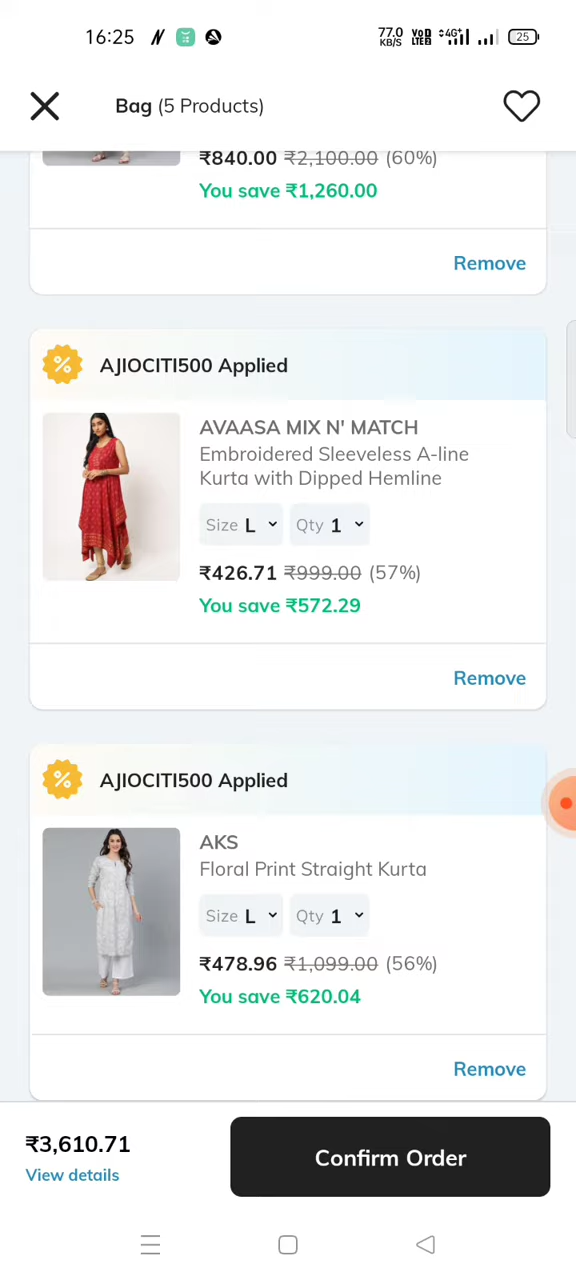 16:25
77.0
KB/S
VoD
LTE2
4G+
25
Bag (5 Products)
₹840.00 ₹2,100.00 (60%)
You save ₹1,260.00
Remove
% AJIOCITI500 Applied
AVAASA MIX N' MATCH
Embroidered Sleeveless A-line
Kurta with Dipped Hemline
Size L Qty 1
₹426.71 ₹999.00 (57%)
You save ₹572.29
Remove
% AJIOCITI500 Applied
AKS
Floral Print Straight Kurta
Size L Qty 1
₹478.96 ₹1,099.00 (56%)
You save ₹620.04
Remove
₹3,610.71
View details
Confirm Order